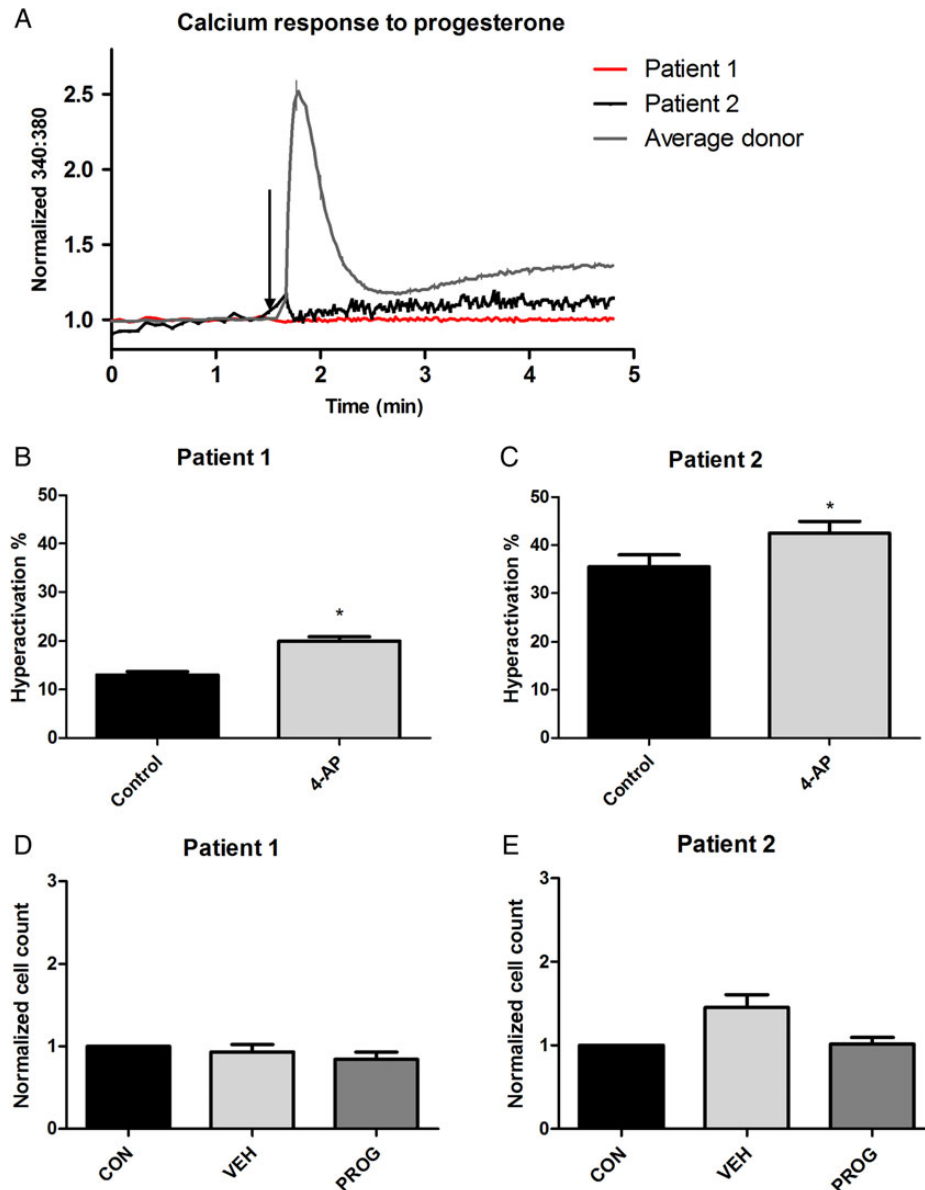 A
Calcium response to progesterone
Normalized 340:380
2.5
2.0
1.5
1.0
0
1
2
3
4
5
Time (min)
Patient 1
Patient 2
Average donor
B
Patient 1
Hyperactivation %
50
40
30
20
10
0
*
Control
4-AP
C
Patient 2
Hyperactivation %
50
40
30
20
10
0
*
Control
4-AP
D
Patient 1
Normalized cell count
3
2
1
0
CON
VEH
PROG
E
Patient 2
Normalized cell count
3
2
1
0
CON
VEH
PROG